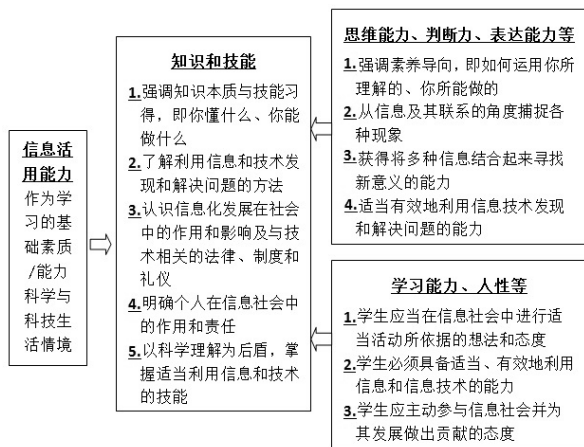 信息活
用能力
作为学
习的基
础素质
/能力
科学与
科技生
活情境
知识和技能
1.强调知识本质与技能习
得，即你懂什么、你能
做什么
2.了解利用信息和技术发
现和解决问题的方法
3.认识信息化发展在社会
中的作用和影响及与技
术相关的法律、制度和
礼仪
4.明确个人在信息社会中
的作用和责任
5.以科学理解为后盾，掌
握适当利用信息和技术
的技能
思维能力、判断力、表达能力等
1.强调素养导向，即如何运用你所
理解的、你所能做的
2.从信息及其联系的角度捕捉各
种现象
3.获得将多种信息结合起来寻找
新意义的能力
4.适当有效地利用信息技术发现
和解决问题的能力
学习能力、人性等
1.学生应当在信息社会中进行适
当活动所依据的想法和态度
2.学生必须具备适当、有效地利用
信息和信息技术的能力
3.学生应主动参与信息社会并为
其发展做出贡献的态度